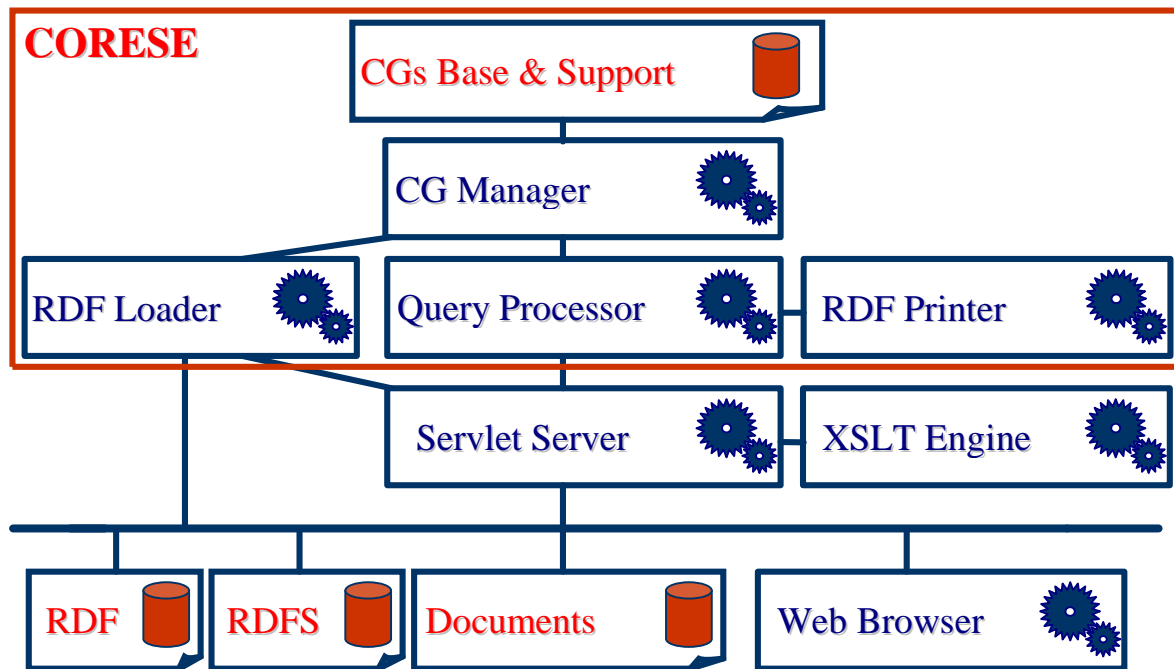 CORESE
CGs Base & Support
CG Manager
RDF Loader
Query Processor
RDF Printer
Servlet Server
XSLT Engine
RDF
RDFS
Documents
Web Browser